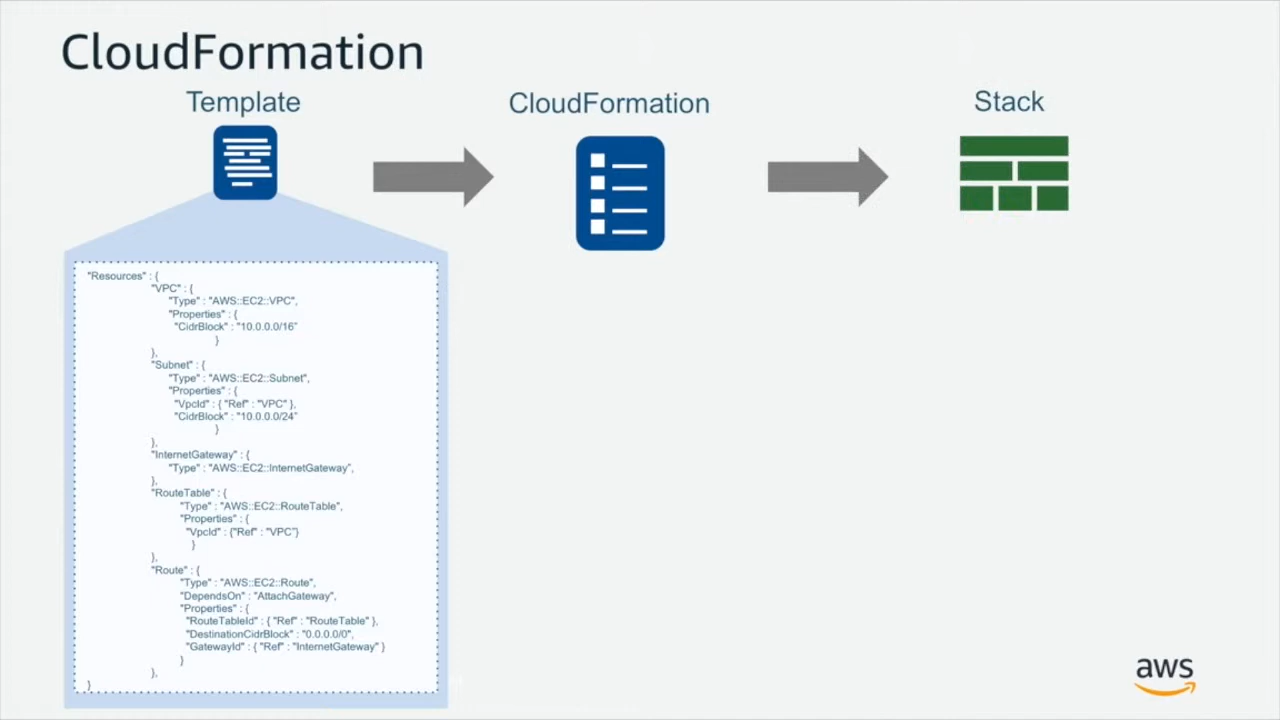 CloudFormation
Template
CloudFormation
Stack
"Resources" : {
"VPC" : {
"Type" : "AWS::EC2::VPC",
"Properties" : {
"CidrBlock" : "10.0.0.0/16"
}
},
"Subnet" : {
"Type" : "AWS::EC2::Subnet",
"Properties" : {
"VpcId" : { "Ref" : "VPC" },
"CidrBlock" : "10.0.0.0/24"
}
},
"InternetGateway" : {
"Type" : "AWS::EC2::InternetGateway",
},
"RouteTable" : {
"Type" : "AWS::EC2::RouteTable",
"Properties" : {
"VpcId" : {"Ref" : "VPC"}
}
},
"Route" : {
"Type" : "AWS::EC2::Route",
"DependsOn" : "AttachGateway",
"Properties" : {
"RouteTableId" : { "Ref" : "RouteTable" },
"DestinationCidrBlock" : "0.0.0.0/0",
"GatewayId" : { "Ref" : "InternetGateway" }
}
},
}
aws